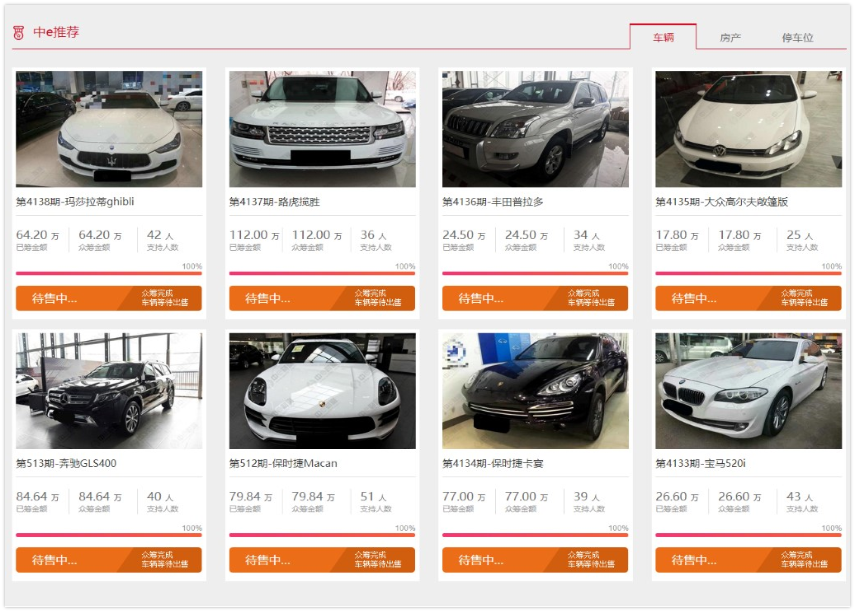 中e推荐
车辆 房产 停车位
第4138期-玛莎拉蒂ghibli
64.20 万 64.20 万 42 人
已筹金额 众筹金额 支持人数
100%
待售中... 众筹完成
车辆等待出售
第4137期-路虎揽胜
112.00 万 112.00 万 36 人
已筹金额 众筹金额 支持人数
100%
待售中... 众筹完成
车辆等待出售
第4136期-丰田普拉多
24.50 万 24.50 万 34 人
已筹金额 众筹金额 支持人数
100%
待售中... 众筹完成
车辆等待出售
第4135期-大众高尔夫敞篷版
17.80 万 17.80 万 25 人
已筹金额 众筹金额 支持人数
100%
待售中... 众筹完成
车辆等待出售
第513期-奔驰GLS400
84.64 万 84.64 万 40 人
已筹金额 众筹金额 支持人数
100%
待售中... 众筹完成
车辆等待出售
第512期-保时捷Macan
79.84 万 79.84 万 51 人
已筹金额 众筹金额 支持人数
100%
待售中... 众筹完成
车辆等待出售
第4134期-保时捷卡宴
77.00 万 77.00 万 39 人
已筹金额 众筹金额 支持人数
100%
待售中... 众筹完成
车辆等待出售
第4133期-宝马520i
26.60 万 26.60 万 43 人
已筹金额 众筹金额 支持人数
100%
待售中... 众筹完成
车辆等待出售